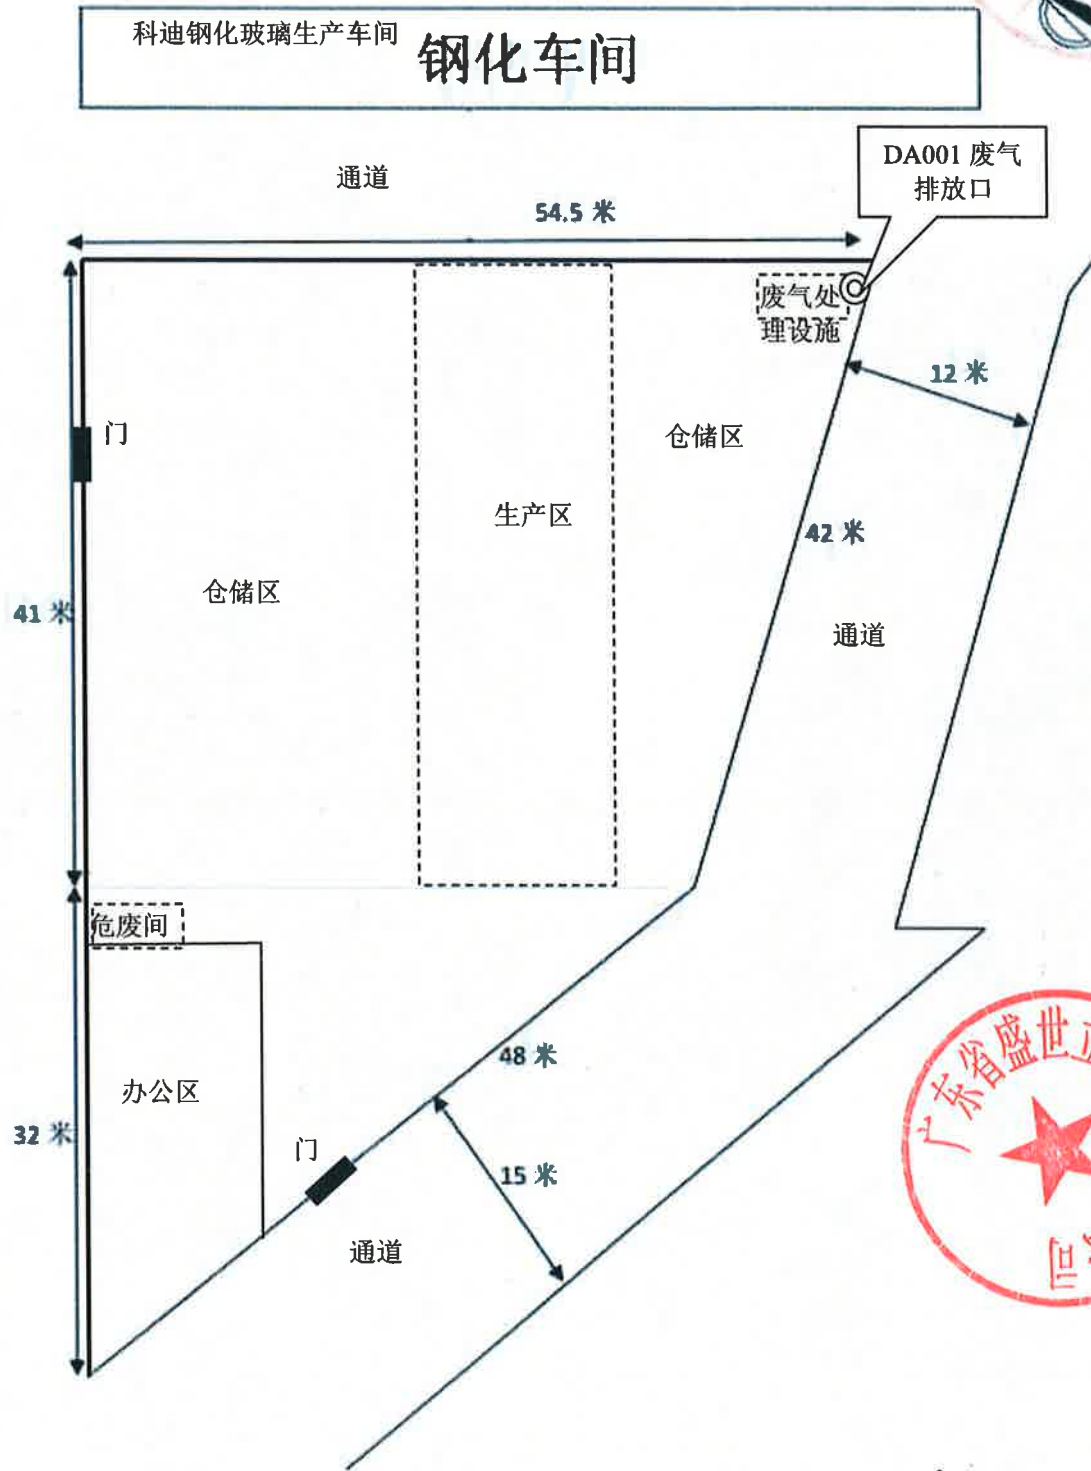 科迪钢化玻璃生产车间
钢化车间
通道
54.5 米
DA001 废气
排放口
废气处
理设施
12 米
门
仓储区
生产区
42 米
仓储区
41 米
通道
危废间
48 米
办公区
32 米
门
15 米
通道
广东省盛世
司